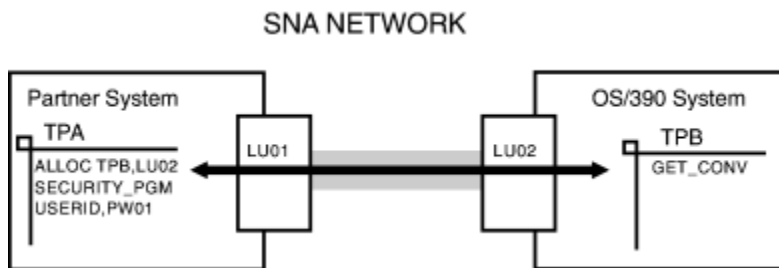 SNA NETWORK
Partner System
TPA
ALLOC TPB,LU02
SECURITY_PGM
USERID,PW01
LU01
LU02
OS/390 System
TPB
GET_CONV